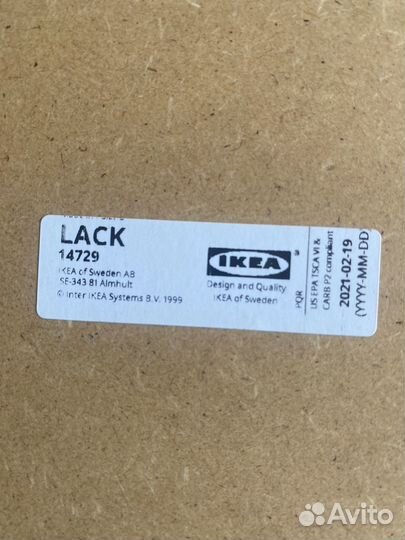 LACK
14729
IKEA of Sweden AB
SE-343 81 Älmhult
© Inter IKEA Systems B.V. 1999
IKEA
®
Design and Quality
IKEA of Sweden
PQR
US EPA TSCA VI &
CARB P2 compliant
2021-02-19
(YYYY-MM-DD)
Avito